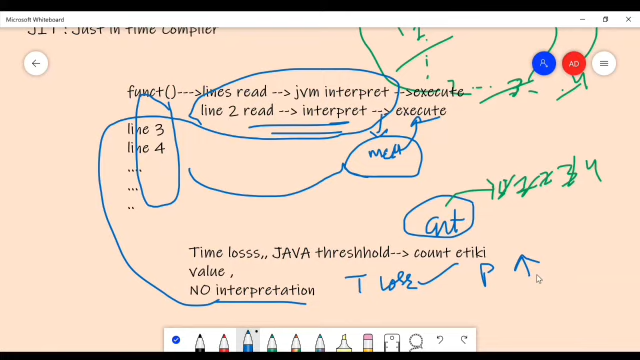 Microsoft Whiteboard
JIT : Just in Time Compiler
AD
funct()--->lines read --> jvm interpret -->execute
line 2 read --> interpret --> execute
line 3
line 4
....
...
..
Time losss,, JAVA threshhold--> count etiki
value ,
NO interpretation
T Loss
P